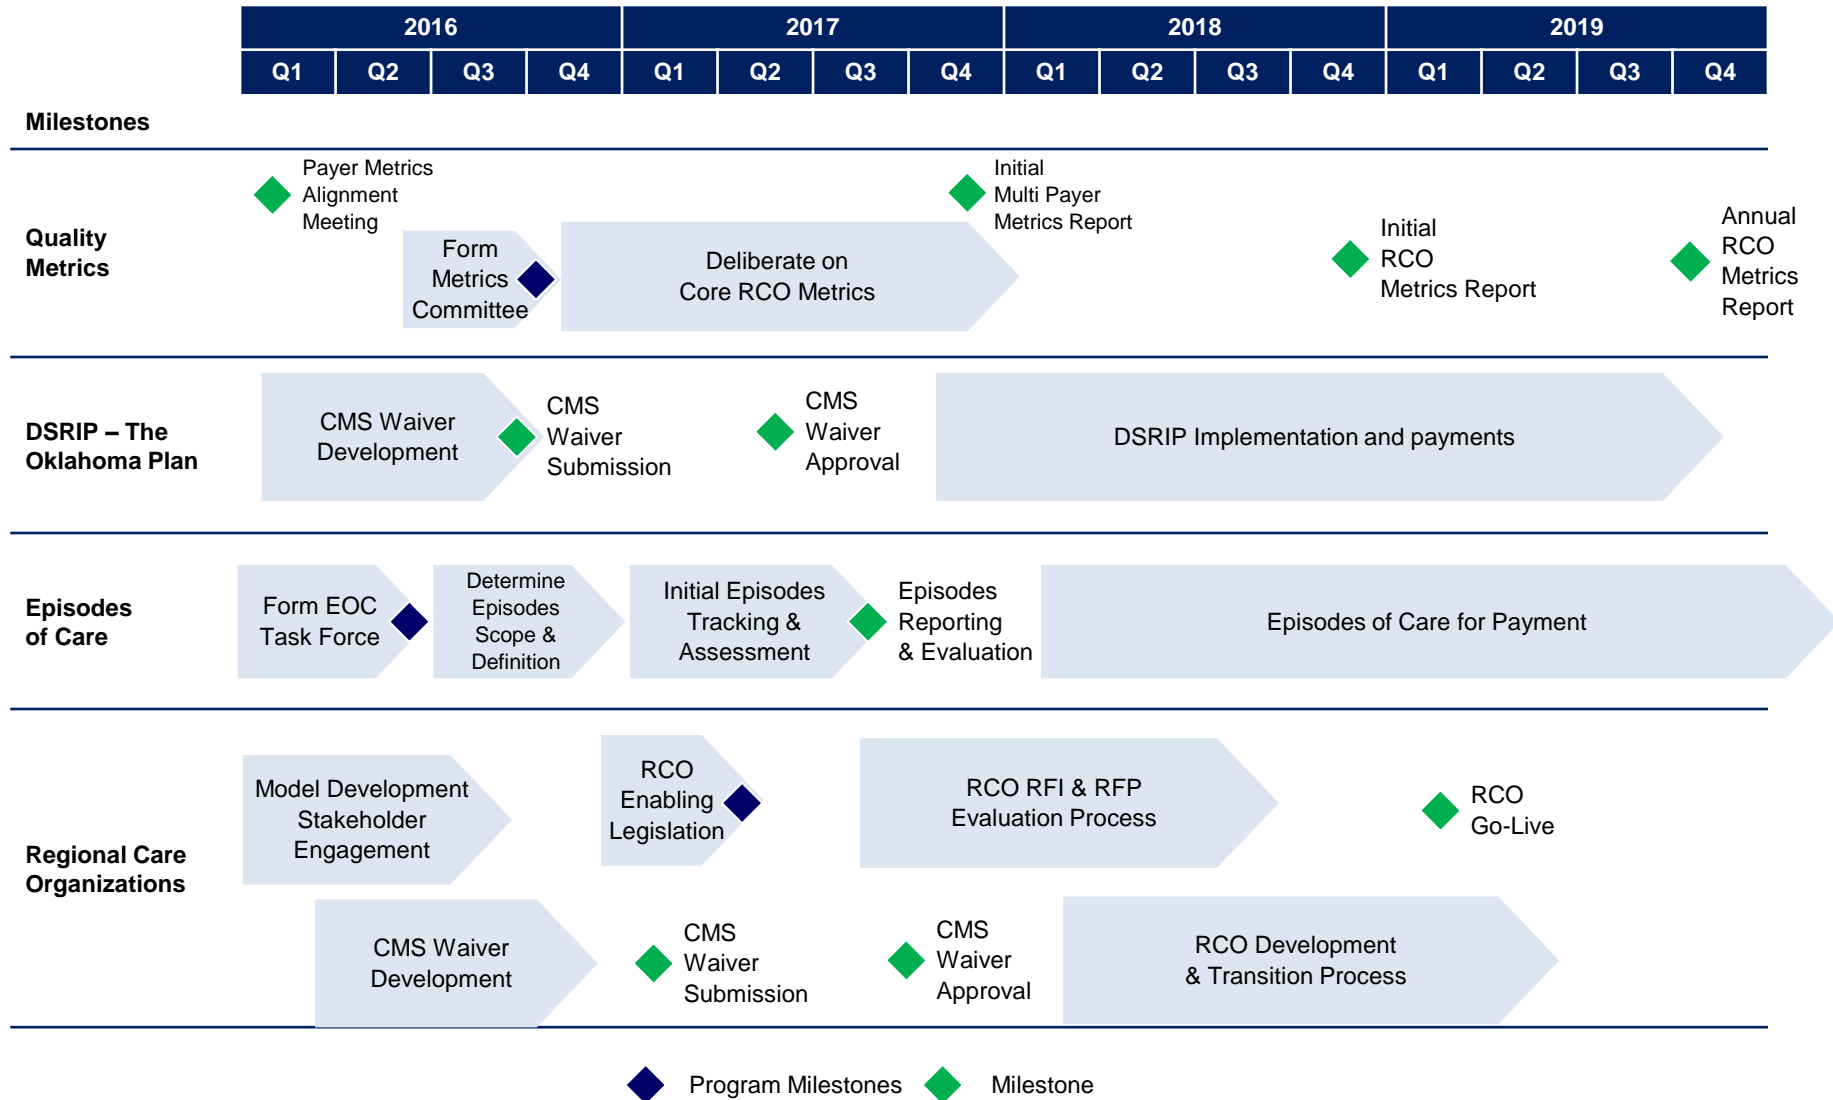 2016 2017 2018 2019
Q1 Q2 Q3 Q4 Q1 Q2 Q3 Q4 Q1 Q2 Q3 Q4 Q1 Q2 Q3 Q4
Milestones
Quality
Metrics
Payer Metrics
Alignment
Meeting
Form
Metrics
Committee
Deliberate on
Core RCO Metrics
Initial
Multi Payer
Metrics Report
Initial
RCO
Metrics Report
Annual
RCO
Metrics
Report
DSRIP – The
Oklahoma Plan
CMS Waiver
Development
CMS
Waiver
Submission
CMS
Waiver
Approval
DSRIP Implementation and payments
Episodes
of Care
Form EOC
Task Force
Determine
Episodes
Scope &
Definition
Initial Episodes
Tracking &
Assessment
Episodes
Reporting
& Evaluation
Episodes of Care for Payment
Regional Care
Organizations
Model Development
Stakeholder
Engagement
RCO
Enabling
Legislation
RCO RFI & RFP
Evaluation Process
RCO
Go-Live
CMS Waiver
Development
CMS
Waiver
Submission
CMS
Waiver
Approval
RCO Development
& Transition Process
Program Milestones
Milestone